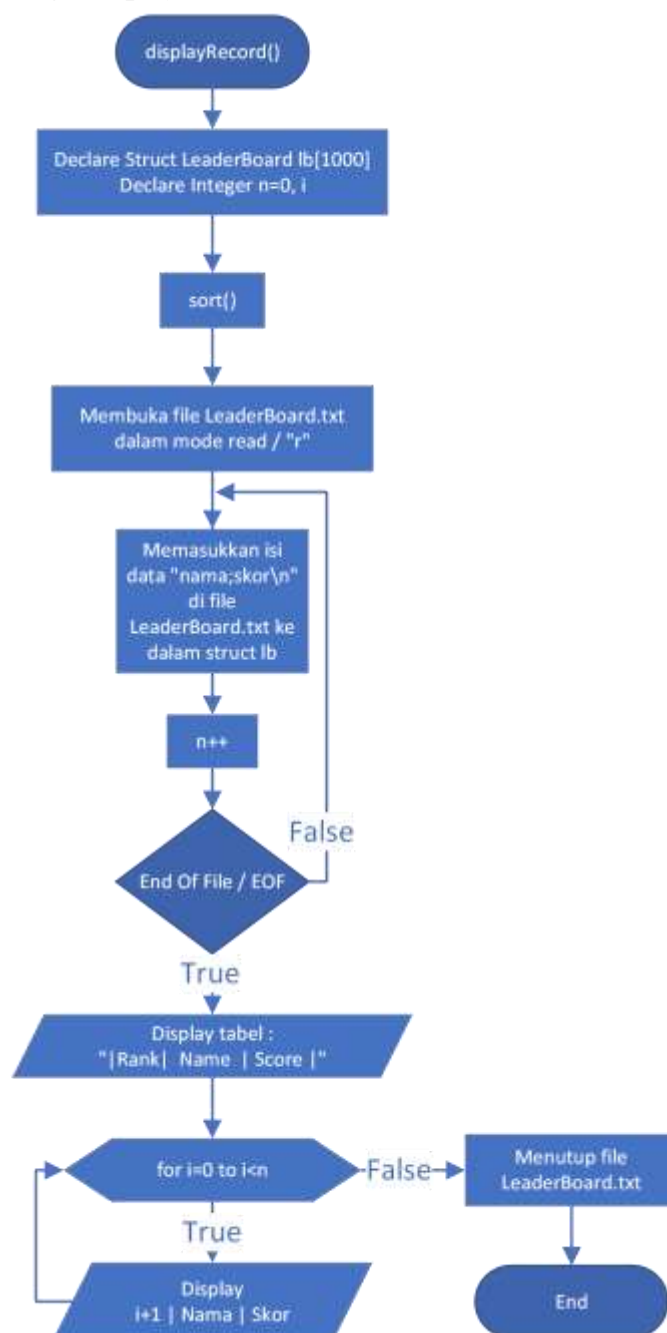 displayRecord()
Declare Struct LeaderBoard lb[1000]
Declare Integer n=0, i
sort()
Membuka file LeaderBoard.txt
dalam mode read / "r"
Memasukkan isi
data "nama;skor\n"
di file
LeaderBoard.txt ke
dalam struct lb
n++
End Of File / EOF
False
True
Display tabel :
"|Rank| Name | Score |"
for i=0 to i<n
False
Menutup file
LeaderBoard.txt
True
Display
i+1 | Nama | Skor
End